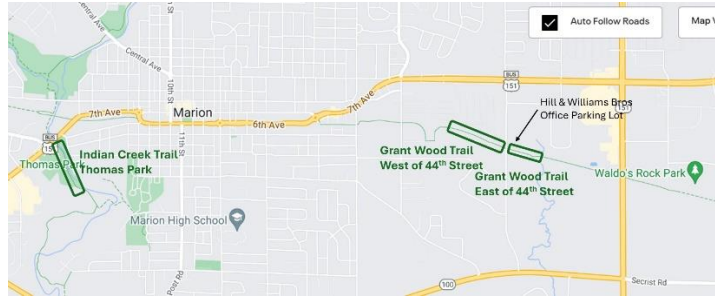 Auto Follow Roads
Map V
Central Ave
Central Ave
10th St
7th Ave
Marion
6th Ave
7th Ave
11th St
BUS
151
BUS
151
151
Hill & Williams Bros
Office Parking Lot
BUS
15
Indian Creek Trail
Thomas Park
Thomas Park
Grant Wood Trail
West of 44th Street
Grant Wood Trail
East of 44th Street
Waldo's Rock Park
Marion High School
Post Rd
100
Secrist Rd